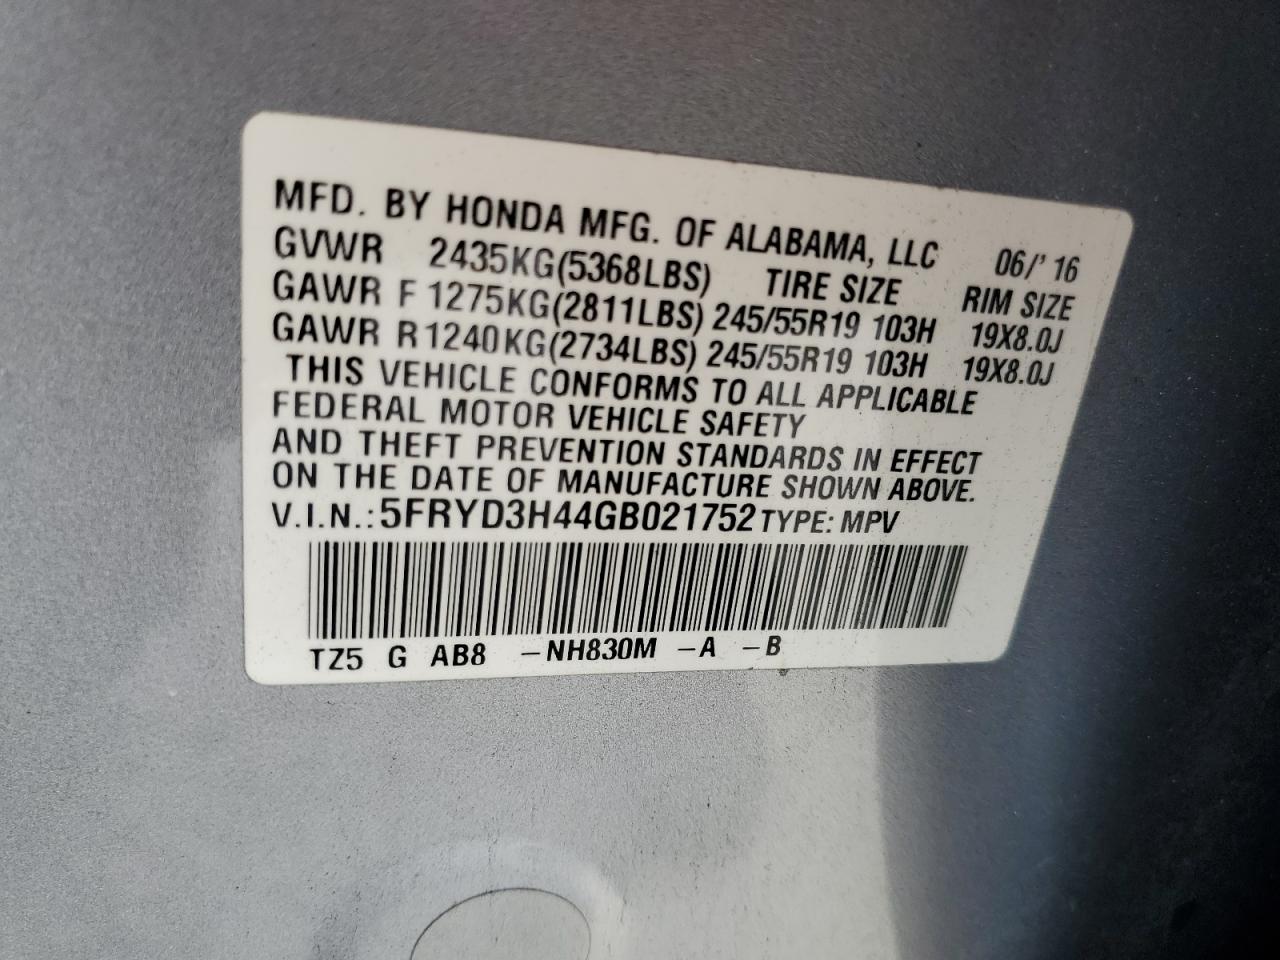 MFD. BY HONDA MFG. OF ALABAMA, LLC 06/'16
GVWR 2435KG(5368LBS) TIRE SIZE RIM SIZE
GAWR F 1275KG(2811LBS) 245/55R19 103H 19X8.0J
GAWR R 1240KG(2734LBS) 245/55R19 103H 19X8.0J
THIS VEHICLE CONFORMS TO ALL APPLICABLE
FEDERAL MOTOR VEHICLE SAFETY
AND THEFT PREVENTION STANDARDS IN EFFECT
ON THE DATE OF MANUFACTURE SHOWN ABOVE.
V.I.N.: 5FRYD3H44GB021752 TYPE: MPV
TZ5 G AB8 -NH830M -A -B